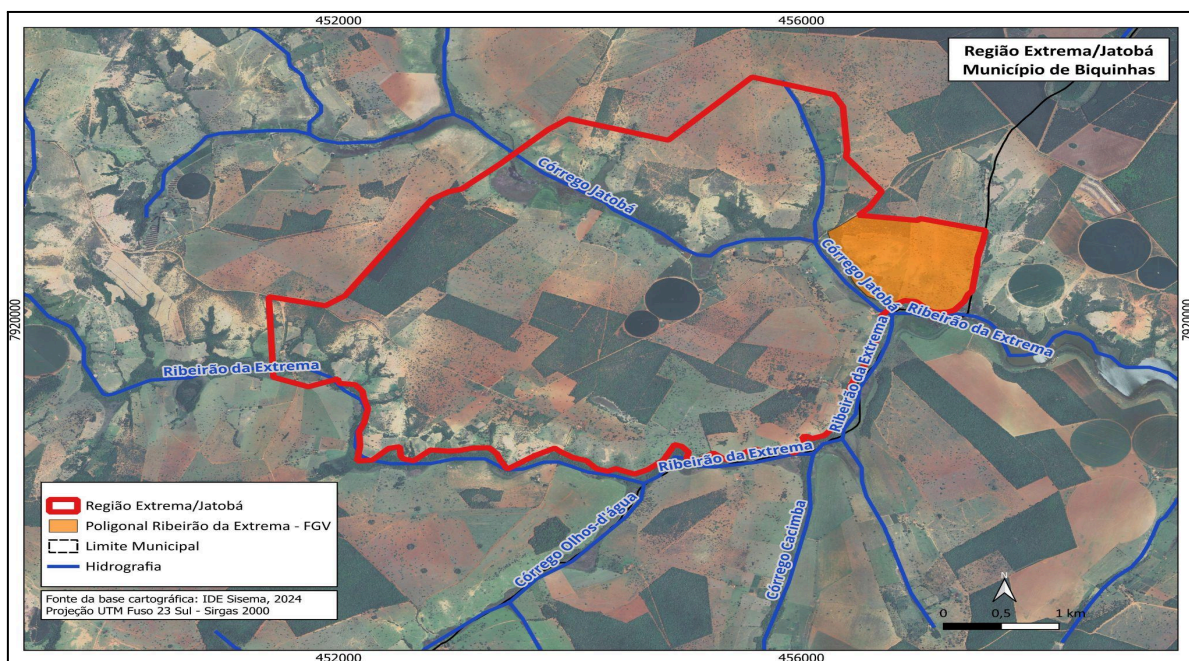 452000
456000
Região Extrema/Jatobá
Município de Biquinhas
Córrego Jatobá
Córrego Jatobá
7920000
7920000
Ribeirão da Extrema
Ribeirão da Extrema
Ribeirão da Extrema
Ribeirão da Extrema
Córrego Olhos-d'água
Córrego Cacimba
Região Extrema/Jatobá
Poligonal Ribeirão da Extrema - FGV
Limite Municipal
Hidrografia
Fonte da base cartográfica: IDE Sisema, 2024
Projeção UTM Fuso 23 Sul - Sirgas 2000
N
0 0,5 1 km
452000
456000